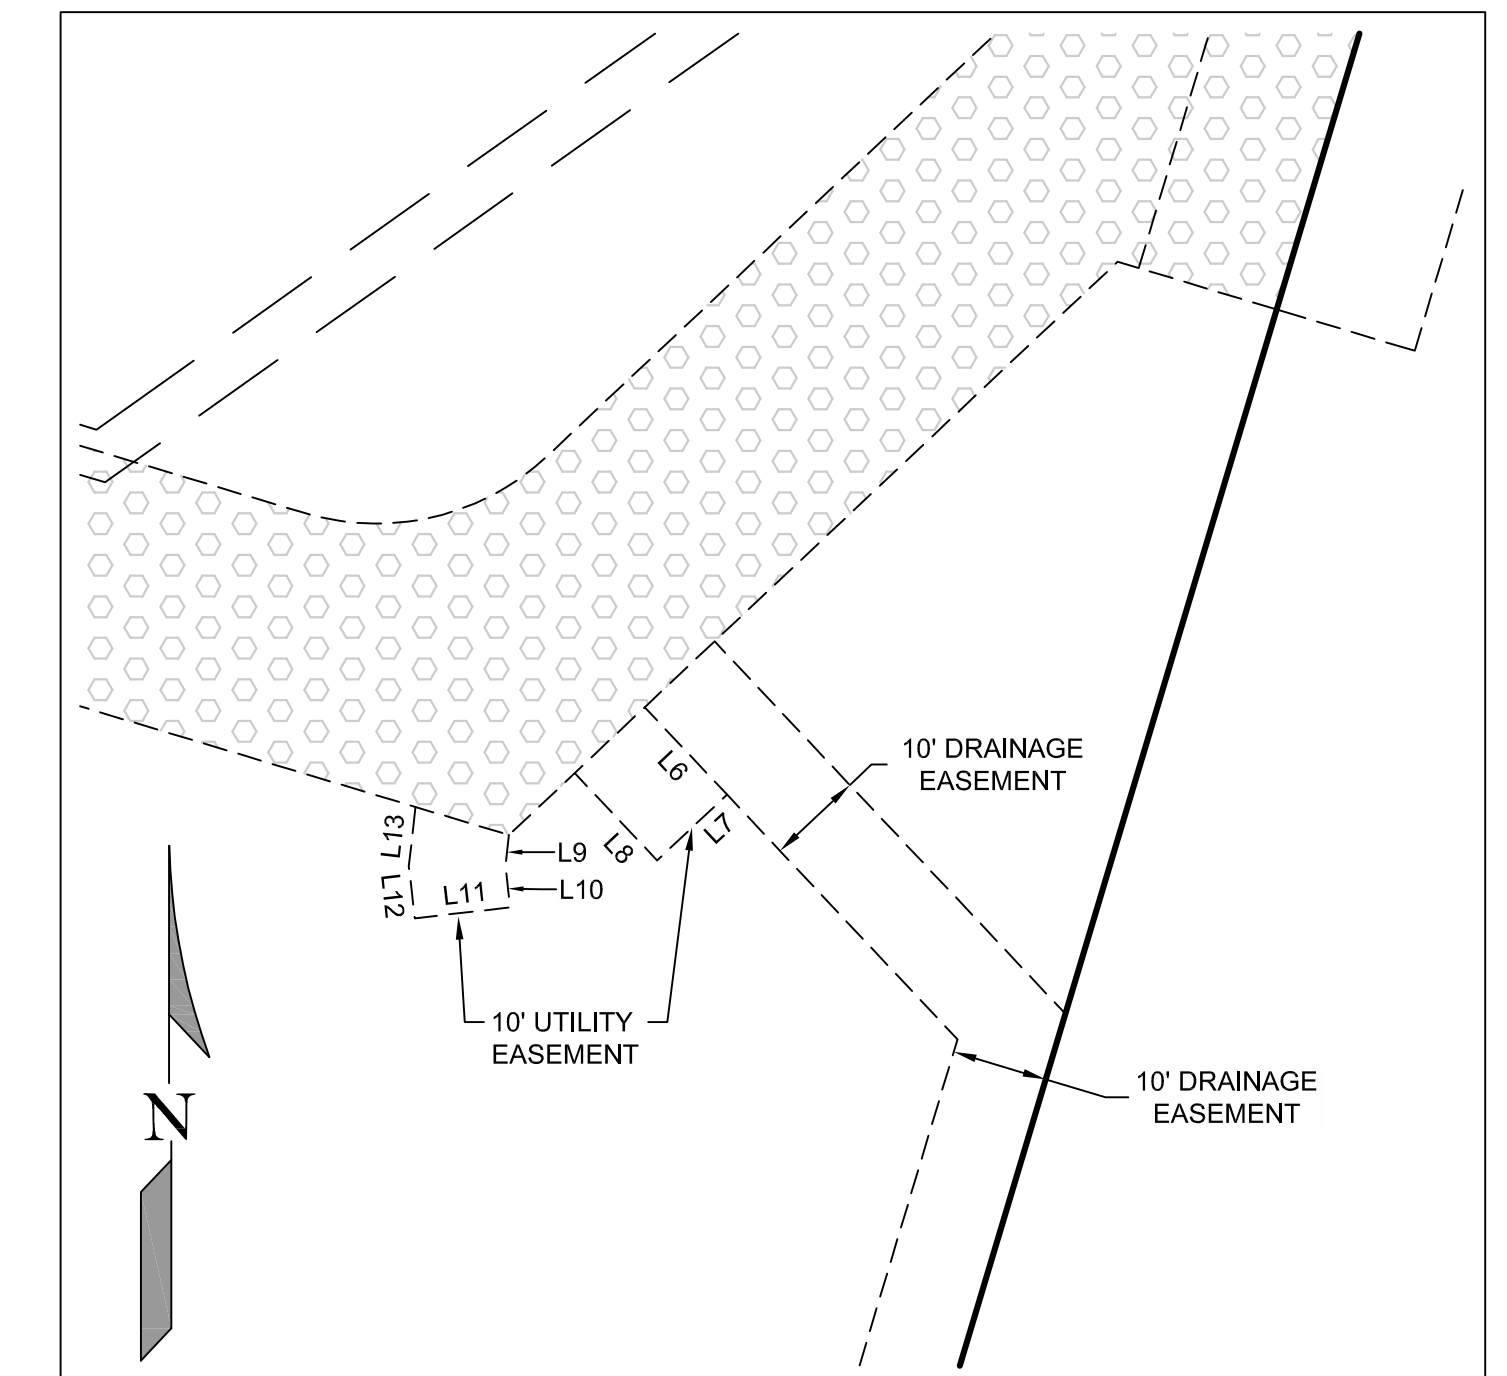 10' DRAINAGE
EASEMENT
L6
L7
L8
L13
L9
L12
L11
L10
10' UTILITY
EASEMENT
10' DRAINAGE
EASEMENT
N